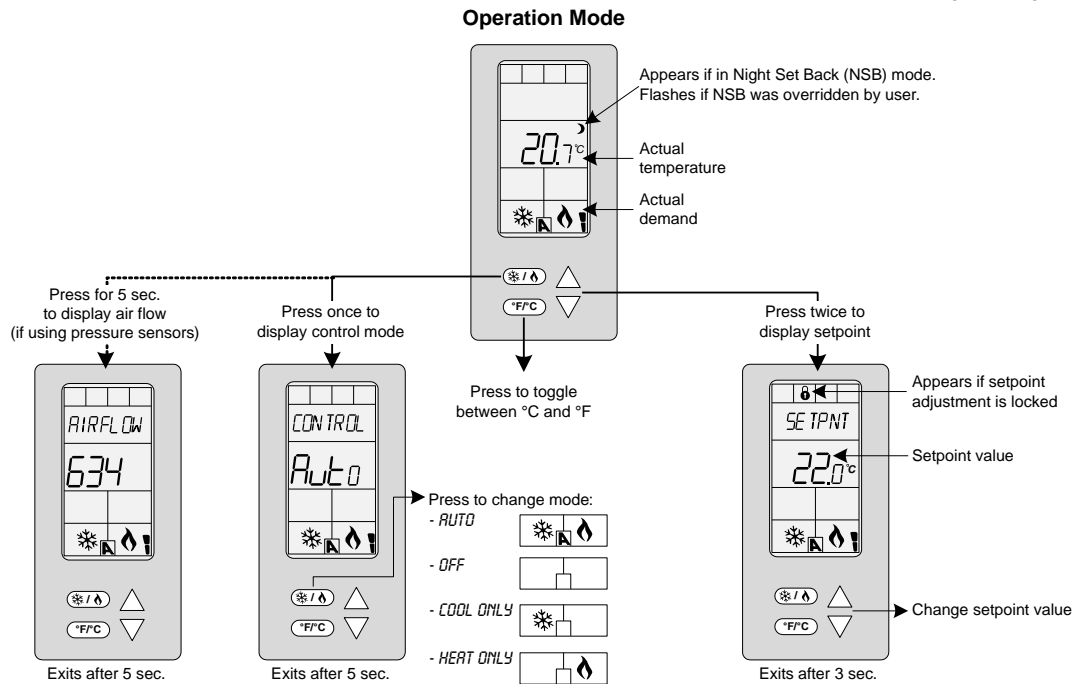 Operation Mode
Appears if in Night Set Back (NSB) mode.
Flashes if NSB was overridden by user.
20.7°C
Actual
temperature
Actual
demand
A
°F/°C
Press for 5 sec.
to display air flow
(if using pressure sensors)
Press once to
display control mode
Press to toggle
between °C and °F
Press twice to
display setpoint
AIRFLOW
634
A
°F/°C
Exits after 5 sec.
CONTROL
Auto
A
°F/°C
Exits after 5 sec.
Press to change mode:
- AUTO
A
- OFF
- COOL ONLY
- HEAT ONLY
SETPNT
22.0°C
A
°F/°C
Exits after 3 sec.
Appears if setpoint
adjustment is locked
Setpoint value
Change setpoint value